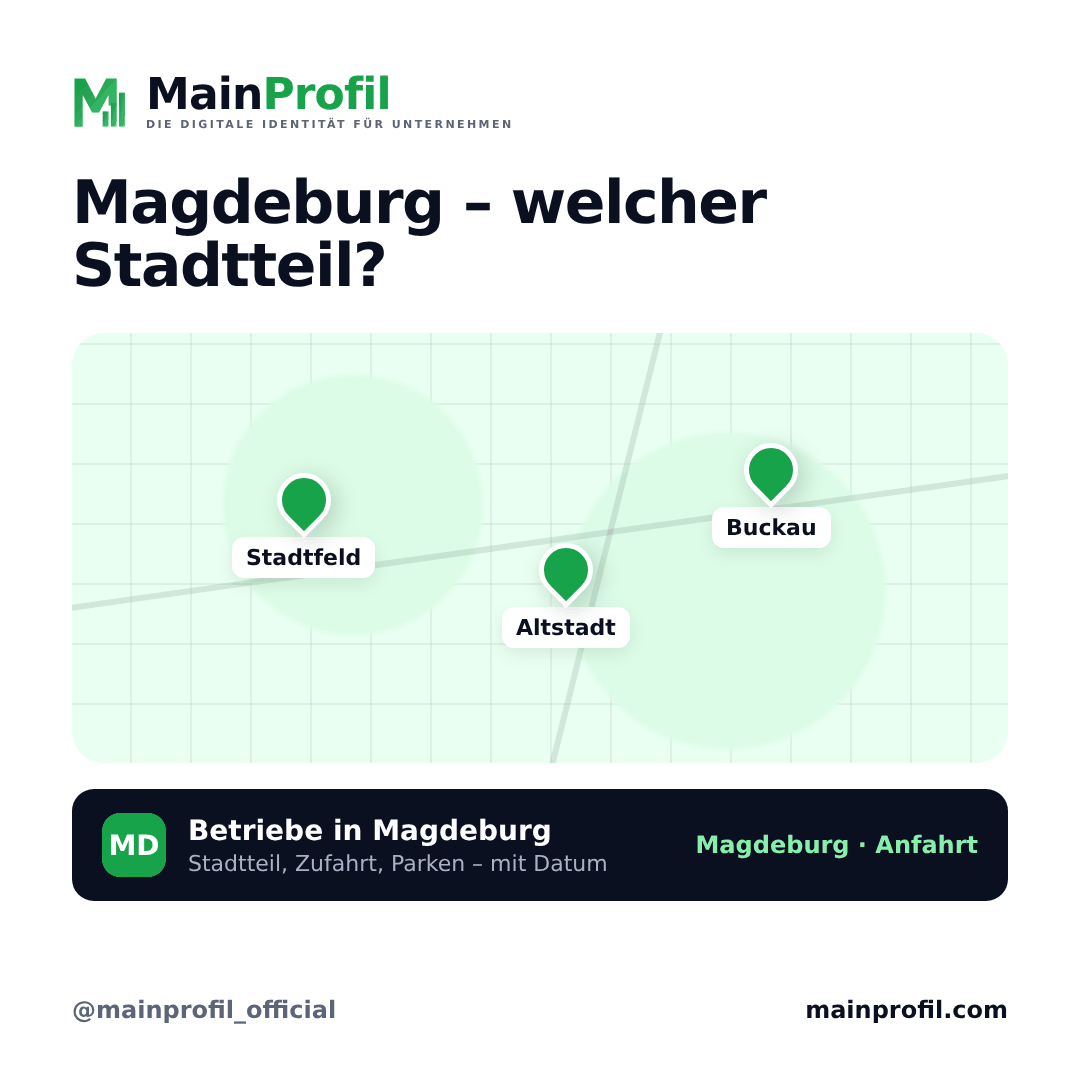 MainProfil
DIE DIGITALE IDENTITÄT FÜR UNTERNEHMEN
Magdeburg – welcher
Stadtteil?
Buckau
Stadtfeld
Altstadt
MD
Betriebe in Magdeburg
Stadtteil, Zufahrt, Parken – mit Datum
Magdeburg · Anfahrt
@mainprofil_official
mainprofil.com